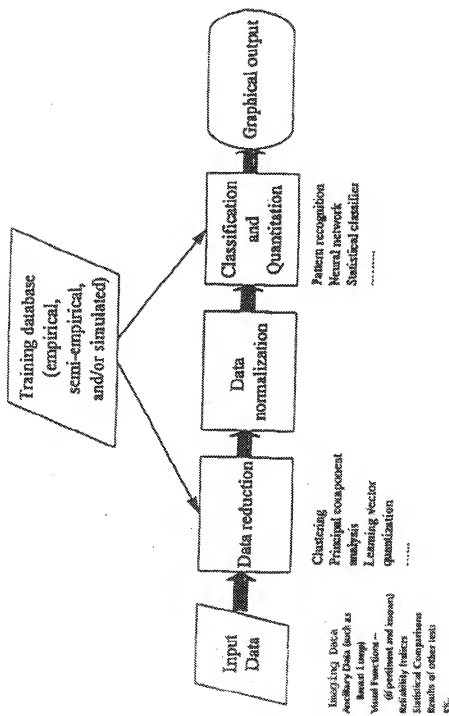 Training database
(empirical,
semi-empirical,
and/or simulated)
Input
Data
Data reduction
Data
normalization
Classification
and
Quantitation
Graphical output
Imaging Data
Ancillary Data (such as
Breast Lump)
Visual Functions –
(if pertinent and known)
Reliability Indices
Statistical Comparisons
Results of other tests
etc.
Clustering
Principal component
analysis
Learning vector
quantization
......
Pattern recognition
Neural network
Statistical classifier
..........